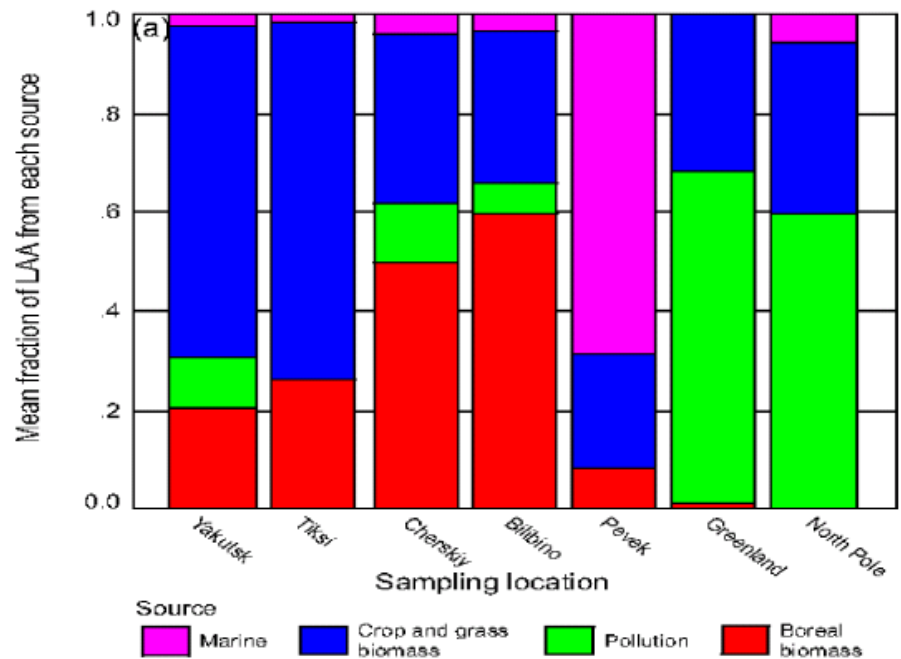 (a)
Mean fraction of LAA from each source
1.0
.8
.6
.4
.2
0.0
Yakutsk
Tiksi
Cherskiy
Bilibino
Pevek
Greenland
North Pole
Sampling location
Source
Marine
Crop and grass
biomass
Pollution
Boreal
biomass